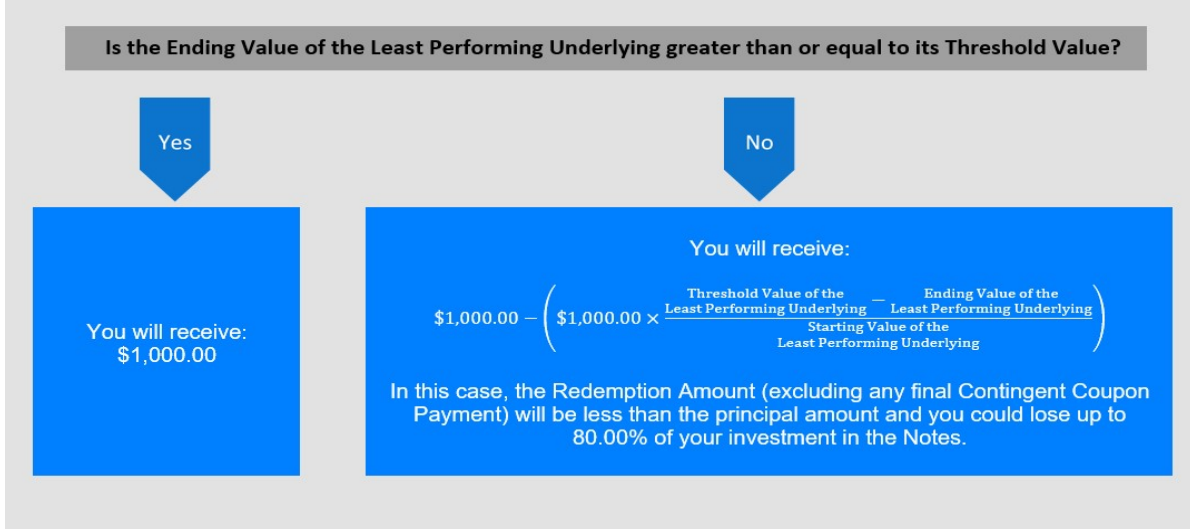 Is the Ending Value of the Least Performing Underlying greater than or equal to its Threshold Value?
Yes
No
You will receive:
$1,000.00
You will receive:
$1,000.00 − ( $1,000.00 × (Threshold Value of the Least Performing Underlying − Ending Value of the Least Performing Underlying) / Starting Value of the Least Performing Underlying )
In this case, the Redemption Amount (excluding any final Contingent Coupon
Payment) will be less than the principal amount and you could lose up to
80.00% of your investment in the Notes.